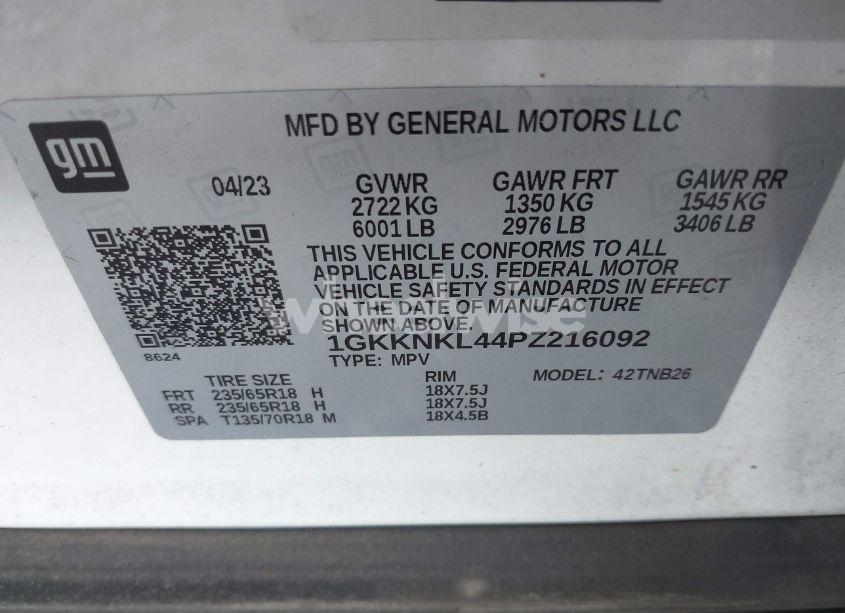 gm
MFD BY GENERAL MOTORS LLC
04/23 GVWR GAWR FRT GAWR RR
2722 KG 1350 KG 1545 KG
6001 LB 2976 LB 3406 LB
THIS VEHICLE CONFORMS TO ALL
APPLICABLE U.S. FEDERAL MOTOR
VEHICLE SAFETY STANDARDS IN EFFECT
ON THE DATE OF MANUFACTURE
SHOWN ABOVE.
1GKKNKL44PZ216092
8624
TYPE: MPV
TIRE SIZE RIM MODEL: 42TNB26
FRT 235/65R18 H 18X7.5J
RR 235/65R18 H 18X7.5J
SPA T135/70R18 M 18X4.5B